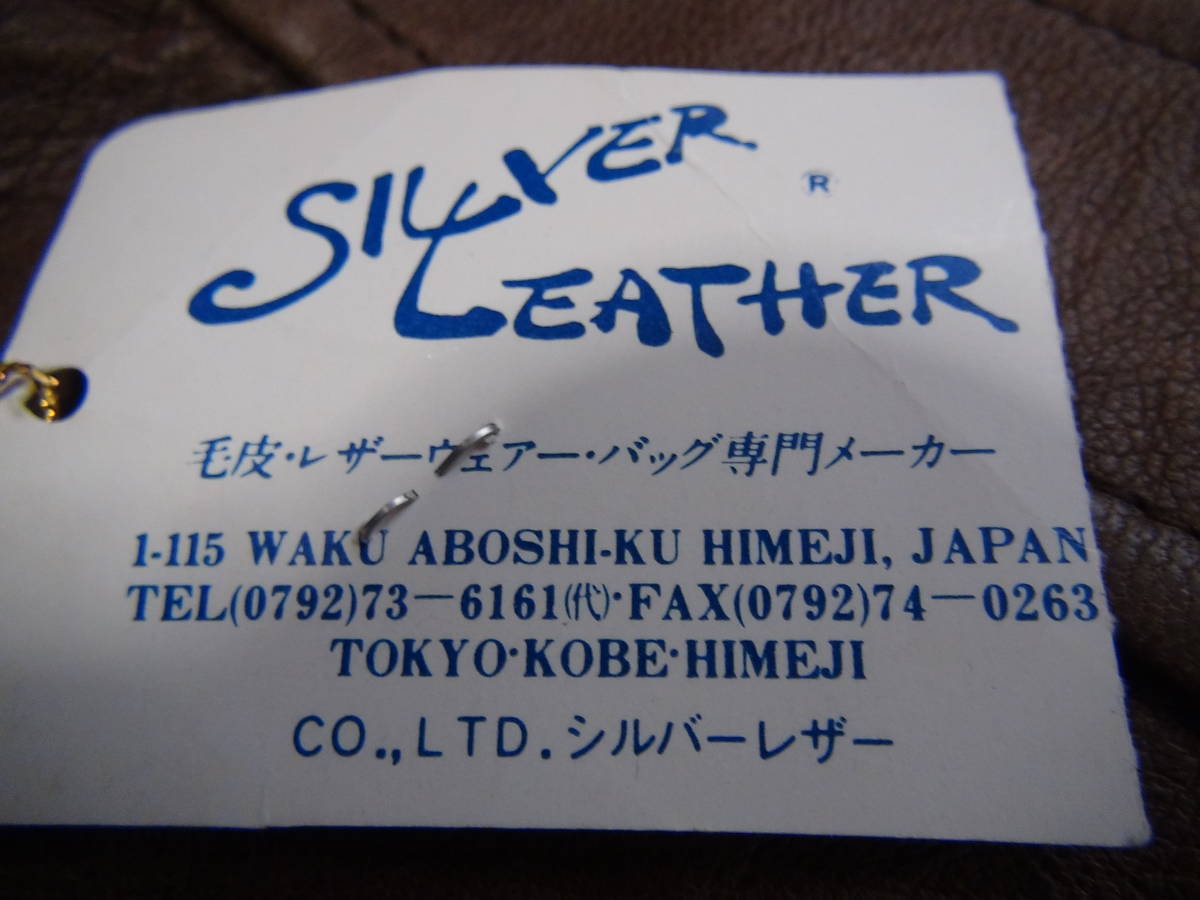 SILVER
®
LEATHER
毛皮・レザーウェアー・バッグ専門メーカー
1-115 WAKU ABOSHI-KU HIMEJI, JAPAN
TEL(0792)73－6161㈹・FAX(0792)74－0263
TOKYO・KOBE・HIMEJI
CO.,LTD.シルバーレザー